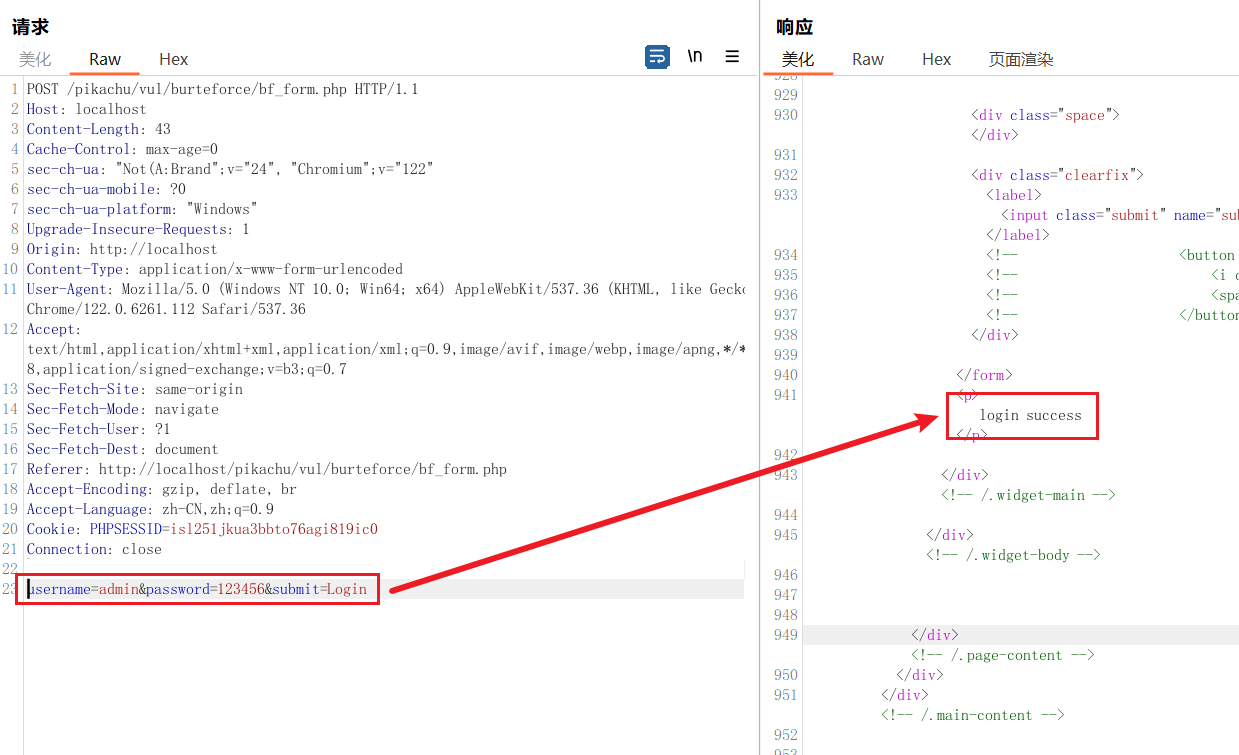 请求
美化 Raw Hex \n
1 POST /pikachu/vul/burteforce/bf_form.php HTTP/1.1
2 Host: localhost
3 Content-Length: 43
4 Cache-Control: max-age=0
5 sec-ch-ua: "Not(A:Brand";v="24", "Chromium";v="122"
6 sec-ch-ua-mobile: ?0
7 sec-ch-ua-platform: "Windows"
8 Upgrade-Insecure-Requests: 1
9 Origin: http://localhost
10 Content-Type: application/x-www-form-urlencoded
11 User-Agent: Mozilla/5.0 (Windows NT 10.0; Win64; x64) AppleWebKit/537.36 (KHTML, like Gecko
Chrome/122.0.6261.112 Safari/537.36
12 Accept:
text/html,application/xhtml+xml,application/xml;q=0.9,image/avif,image/webp,image/apng,*/*
8,application/signed-exchange;v=b3;q=0.7
13 Sec-Fetch-Site: same-origin
14 Sec-Fetch-Mode: navigate
15 Sec-Fetch-User: ?1
16 Sec-Fetch-Dest: document
17 Referer: http://localhost/pikachu/vul/burteforce/bf_form.php
18 Accept-Encoding: gzip, deflate, br
19 Accept-Language: zh-CN,zh;q=0.9
20 Cookie: PHPSESSID=isl251jkua3bbto76agi819ic0
21 Connection: close
22
23 username=admin&password=123456&submit=Login
响应
美化 Raw Hex 页面渲染
928
929
930 <div class="space">
</div>
931
932 <div class="clearfix">
933 <label>
<input class="submit" name="sub
</label>
934 <!-- <button
935 <!-- <i c
936 <!-- <spa
937 <!-- </button
938 </div>
939
940 </form>
941 <p>
login success
</p>
942
943 </div>
<!-- /.widget-main -->
944
945 </div>
<!-- /.widget-body -->
946
947
948
949 </div>
<!-- /.page-content -->
950 </div>
951 </div>
<!-- /.main-content -->
952
953